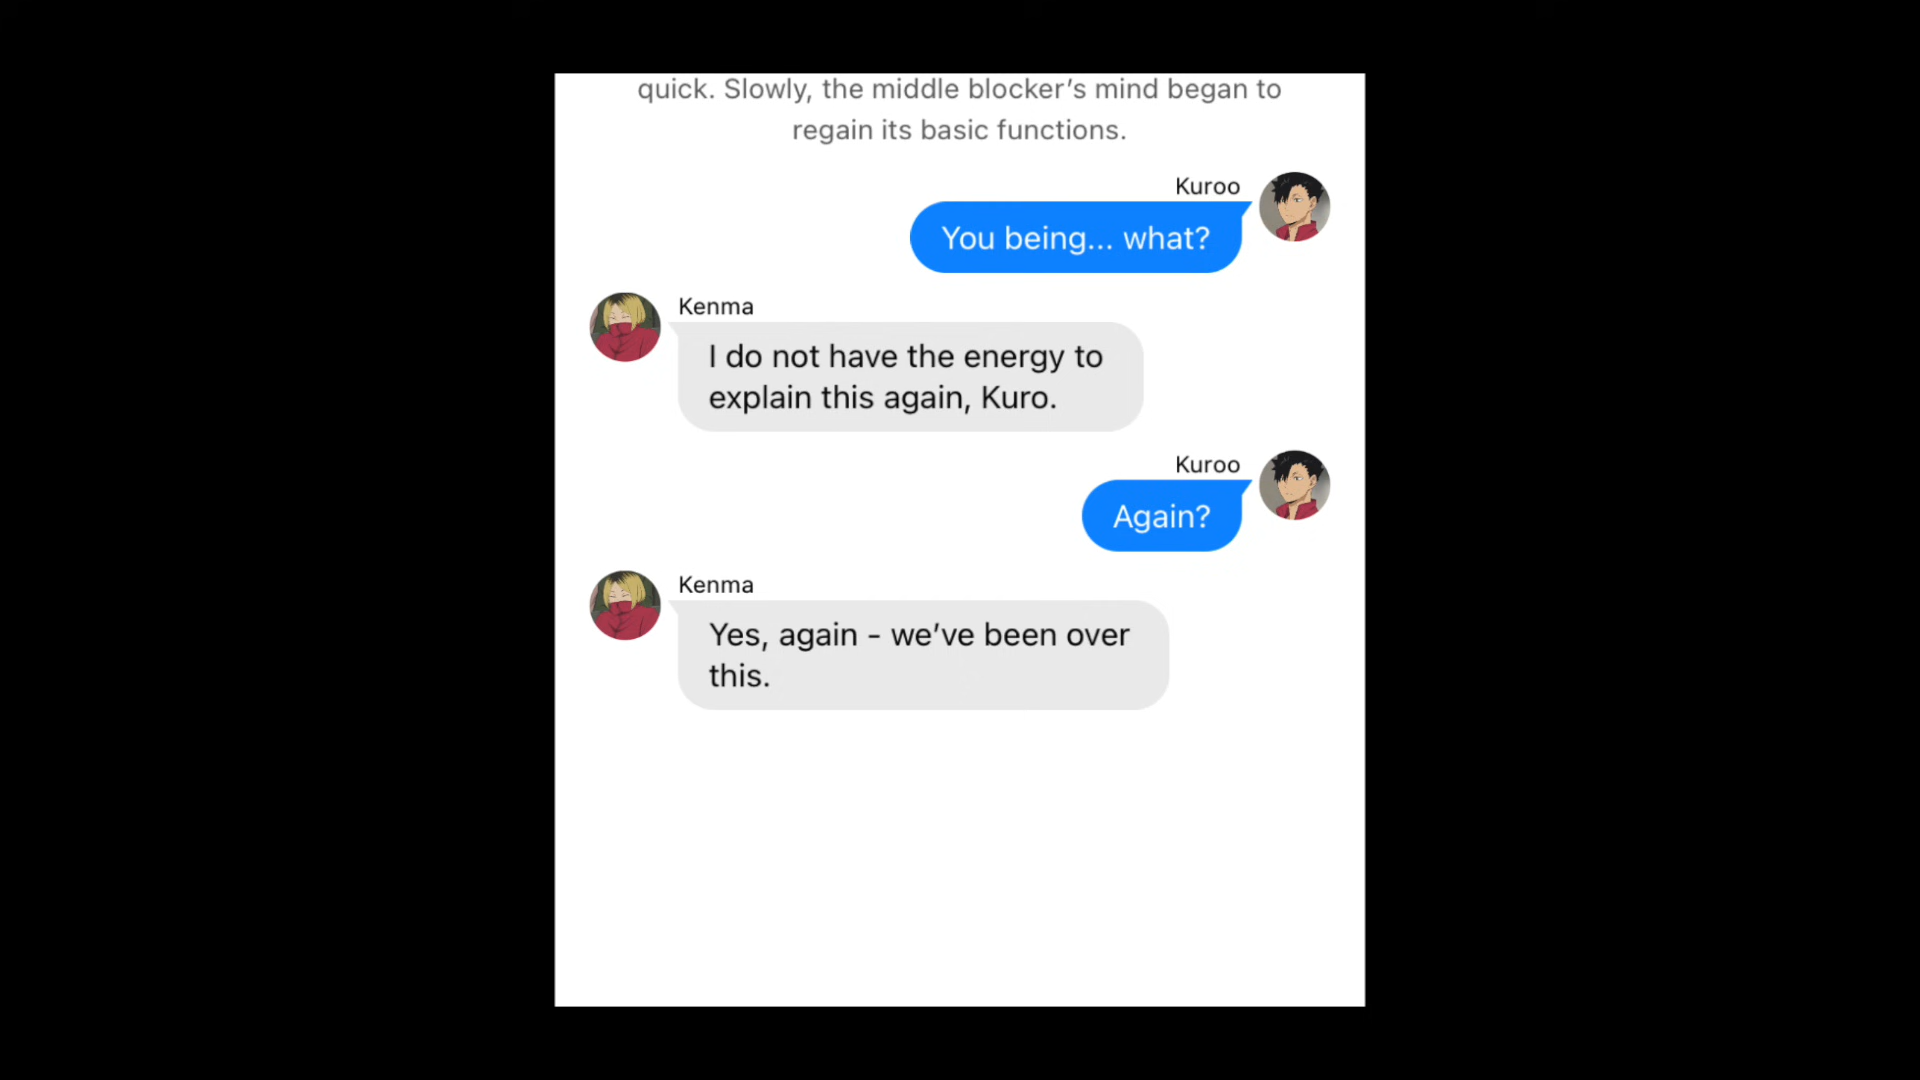 quick. Slowly, the middle blocker’s mind began to
regain its basic functions.
Kuroo
You being... what?
Kenma
I do not have the energy to
explain this again, Kuro.
Kuroo
Again?
Kenma
Yes, again - we’ve been over
this.